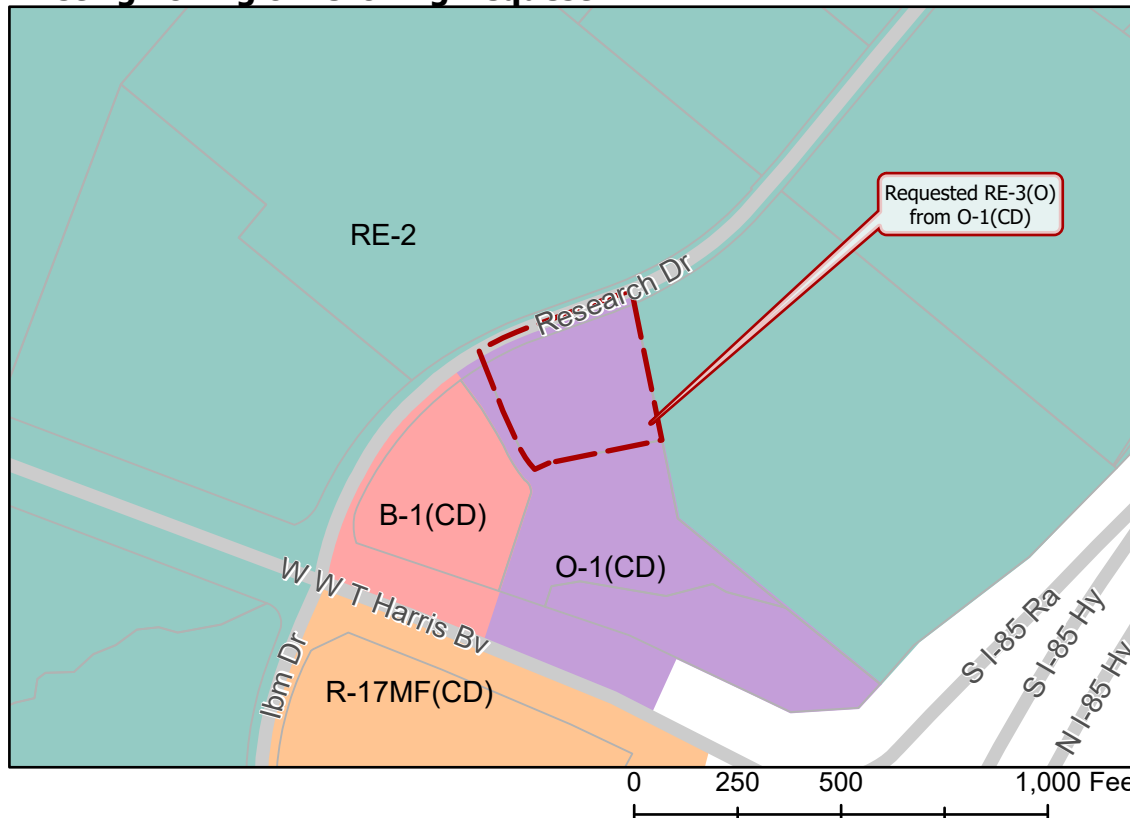 Requested RE-3(O)
from O-1(CD)
RE-2
Research Dr
B-1(CD)
O-1(CD)
W W T Harris Bv
Ibm Dr
R-17MF(CD)
S I-85 Ra
S I-85 Hy
N I-85 Hy
0 250 500 1,000 Fee